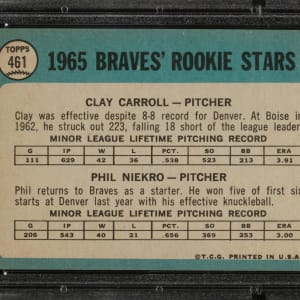 TOPPS
461
1965 BRAVES' ROOKIE STARS
CLAY CARROLL — PITCHER
Clay was effective despite 8-8 record for Denver. At Boise in
1962, he struck out 223, falling 18 short of the league leader
MINOR LEAGUE LIFETIME PITCHING RECORD
G IP W L PCT. SO BB ERA
111 629 42 36 .538 523 213 3.91
PHIL NIEKRO — PITCHER
Phil returns to Braves as a starter. He won five of first six
starts at Denver last year with his effective knuckleball.
MINOR LEAGUE LIFETIME PITCHING RECORD
G IP W L PCT. SO BB ERA
206 543 40 21 .656 369 253 3.00
©T.C.G. PRINTED IN U.S.A.